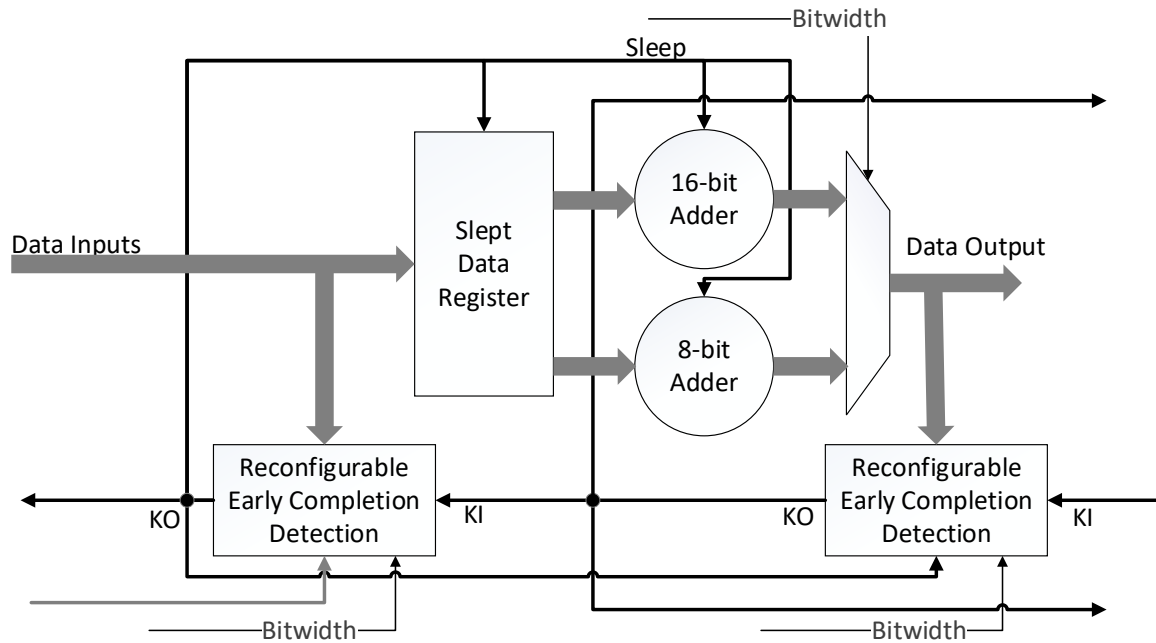 Bitwidth
Sleep
16-bit
Adder
Data Inputs
Slept
Data
Register
Data Output
8-bit
Adder
Reconfigurable
Early Completion
Detection
KO
KI
Reconfigurable
Early Completion
Detection
KO
KI
Bitwidth
Bitwidth